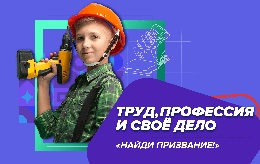 ТРУД, ПРОФЕССИЯ
И СВОЁ ДЕЛО
«НАЙДИ ПРИЗВАНИЕ!»